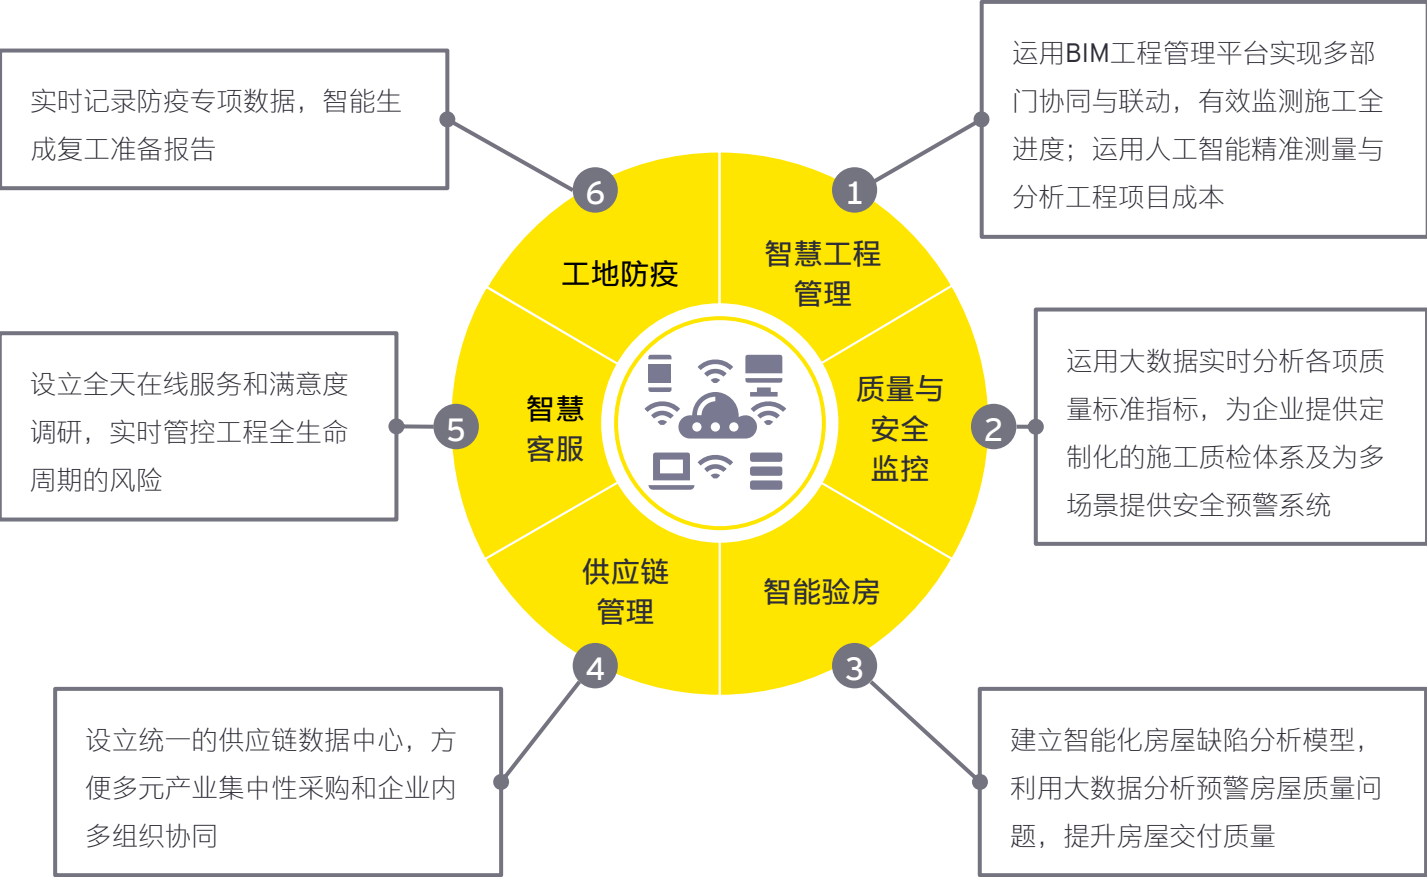 运用BIM工程管理平台实现多部
门协同与联动，有效监测施工全
进度；运用人工智能精准测量与
分析工程项目成本
1
智慧工程
管理
运用大数据实时分析各项质
量标准指标，为企业提供定
制化的施工质检体系及为多
场景提供安全预警系统
2
质量与
安全
监控
建立智能化房屋缺陷分析模型，
利用大数据分析预警房屋质量问
题，提升房屋交付质量
3
智能验房
设立统一的供应链数据中心，方
便多元产业集中性采购和企业内
多组织协同
4
供应链
管理
设立全天在线服务和满意度
调研，实时管控工程全生命
周期的风险
5
智慧
客服
实时记录防疫专项数据，智能生
成复工准备报告
6
工地防疫